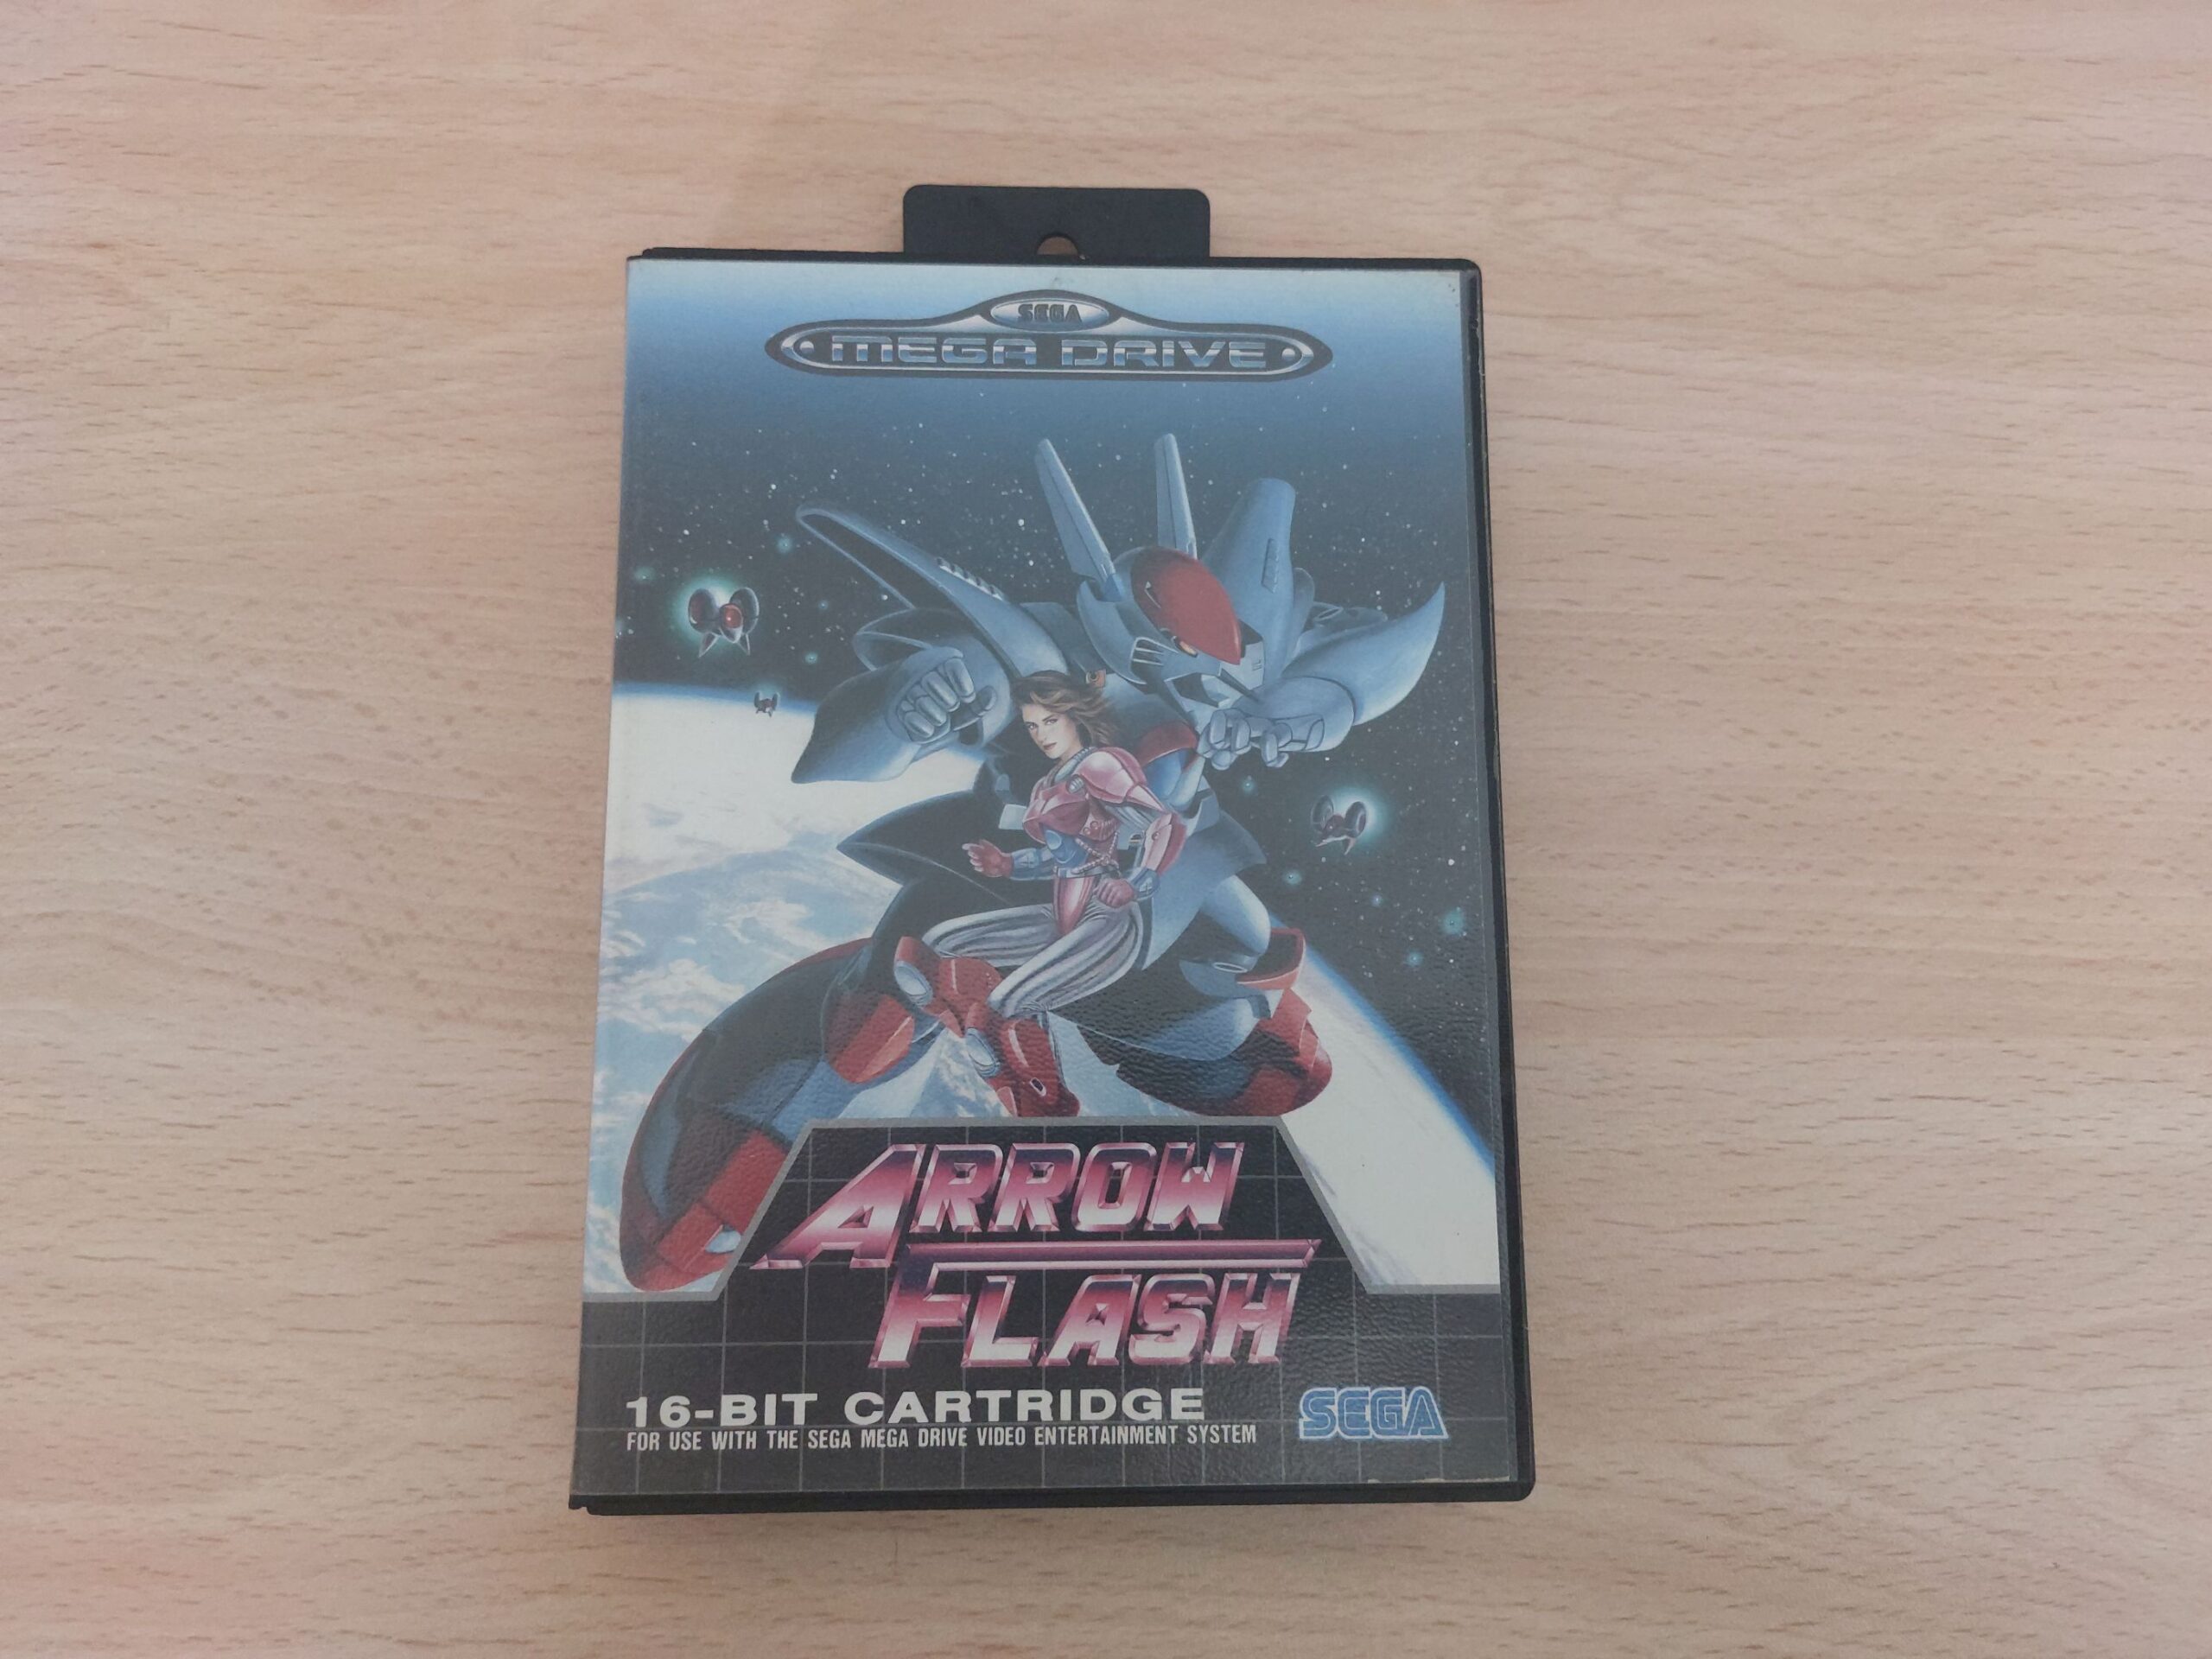 SEGA
MEGA DRIVE
ARROW
FLASH
16-BIT CARTRIDGE
FOR USE WITH THE SEGA MEGA DRIVE VIDEO ENTERTAINMENT SYSTEM
SEGA